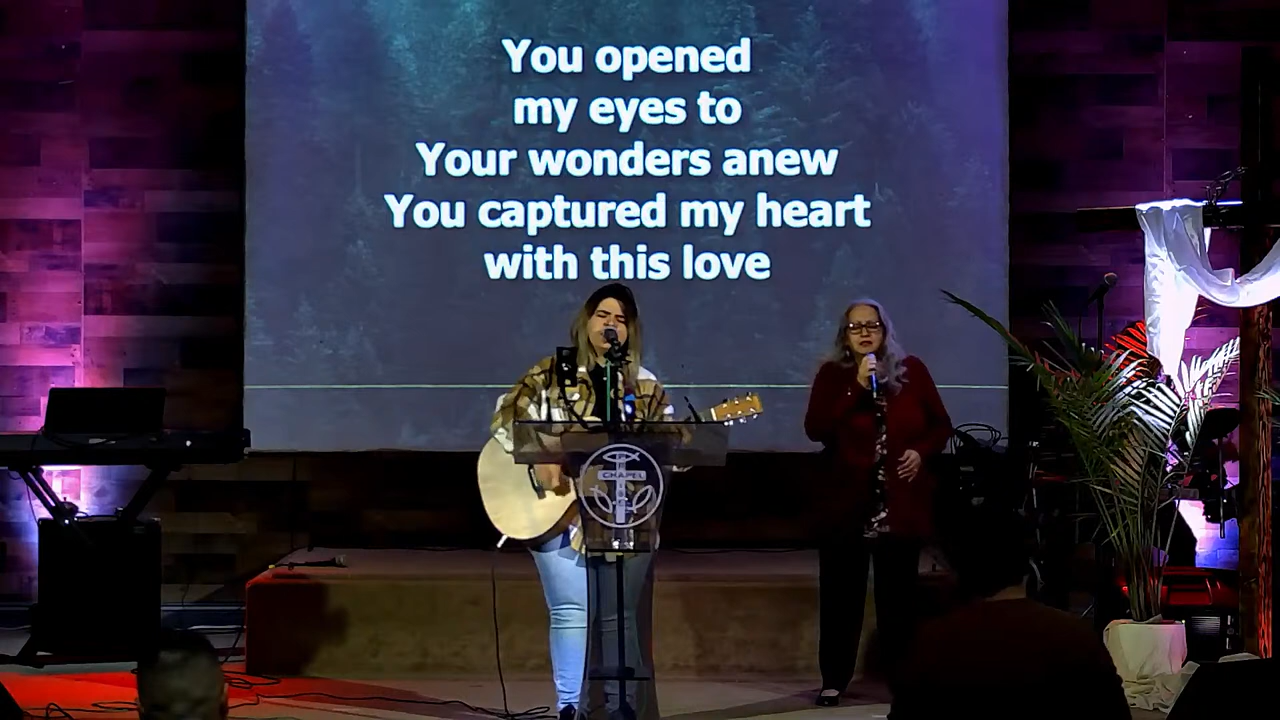 You opened
my eyes to
Your wonders anew
You captured my heart
with this love
CHAPEL